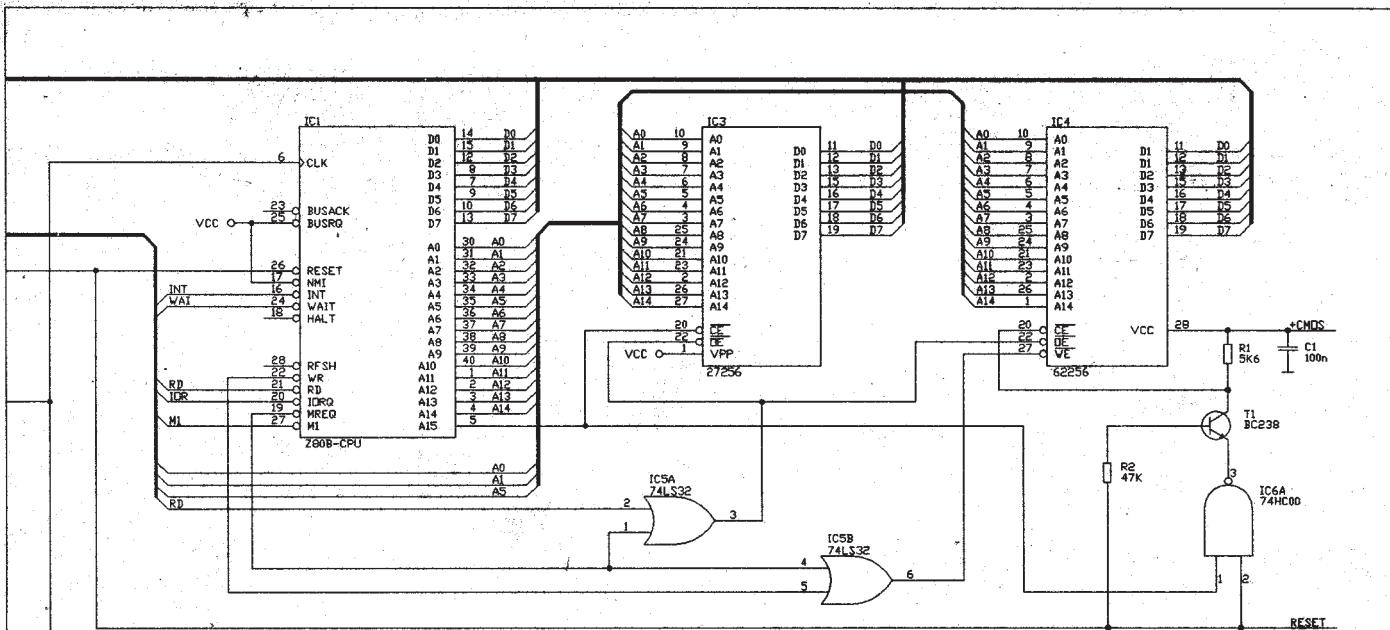 IC1
6 CLK
23 BUSACK
25 BUSRQ
VCC
26 RESET
17 NMI
INT 16 INT
WAI 24 WAIT
18 HALT
28 RFSH
22 WR
RD 21 RD
IOR 20 IORQ
19 MREQ
M1 27 M1
D0 14 D0
D1 15 D1
D2 12 D2
D3 8 D3
D4 7 D4
D5 9 D5
D6 10 D6
D7 13 D7
A0 30 A0
A1 31 A1
A2 32 A2
A3 33 A3
A4 34 A4
A5 35 A5
A6 36 A6
A7 37 A7
A8 38 A8
A9 39 A9
A10 40 A10
A11 1 A11
A12 2 A12
A13 3 A13
A14 4 A14
A15 5
Z80B-CPU
A0
A1
A5
RD
IC3
A0 10 A0
A1 9 A1
A2 8 A2
A3 7 A3
A4 6 A4
A5 5 A5
A6 4 A6
A7 3 A7
A8 25 A8
A9 24 A9
A10 21 A10
A11 23 A11
A12 2 A12
A13 26 A13
A14 27 A14
20 CE
22 OE
VCC 1 VPP
D0 11 D0
D1 12 D1
D2 13 D2
D3 15 D3
D4 16 D4
D5 17 D5
D6 18 D6
D7 19 D7
27256
IC4
A0 10 A0
A1 9 A1
A2 8 A2
A3 7 A3
A4 6 A4
A5 5 A5
A6 4 A6
A7 3 A7
A8 25 A8
A9 24 A9
A10 21 A10
A11 23 A11
A12 2 A12
A13 26 A13
A14 1 A14
20 CE
22 OE
27 WE
D1 11 D0
D1 12 D1
D2 13 D2
D3 15 D3
D4 16 D4
D5 17 D5
D6 18 D6
D7 19 D7
VCC 28
62256
+CMOS
R1
5K6
C1
100n
T1
BC238
R2
47K
3
IC6A
74HC00
1 2
IC5A
74LS32
2
1
3
IC5B
74LS32
4
5
6
RESET